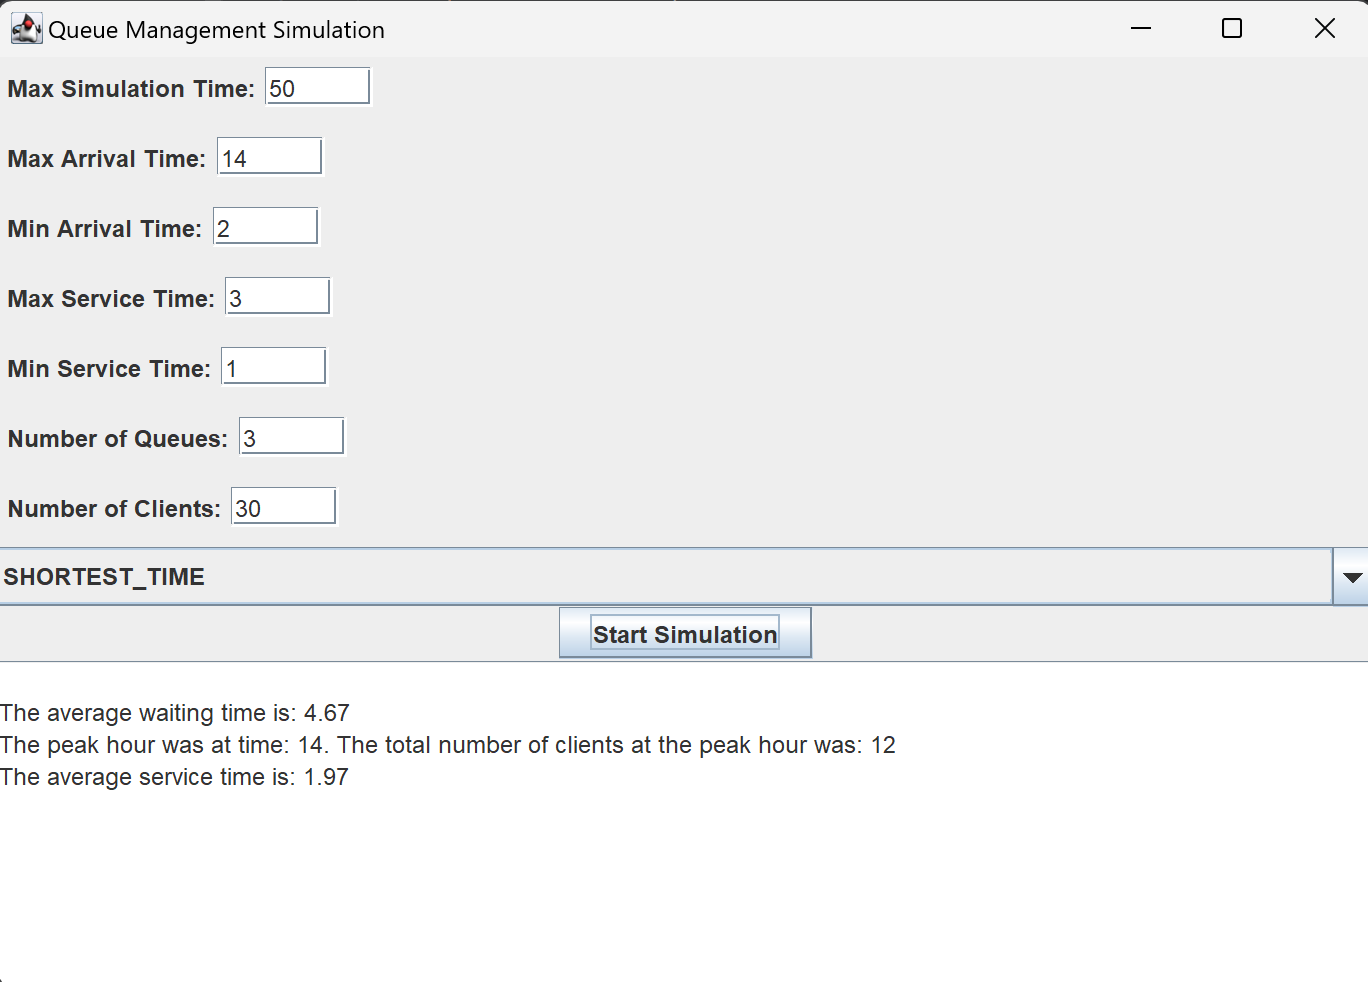 Queue Management Simulation
Max Simulation Time: 50
Max Arrival Time: 14
Min Arrival Time: 2
Max Service Time: 3
Min Service Time: 1
Number of Queues: 3
Number of Clients: 30
SHORTEST_TIME
Start Simulation
The average waiting time is: 4.67
The peak hour was at time: 14. The total number of clients at the peak hour was: 12
The average service time is: 1.97